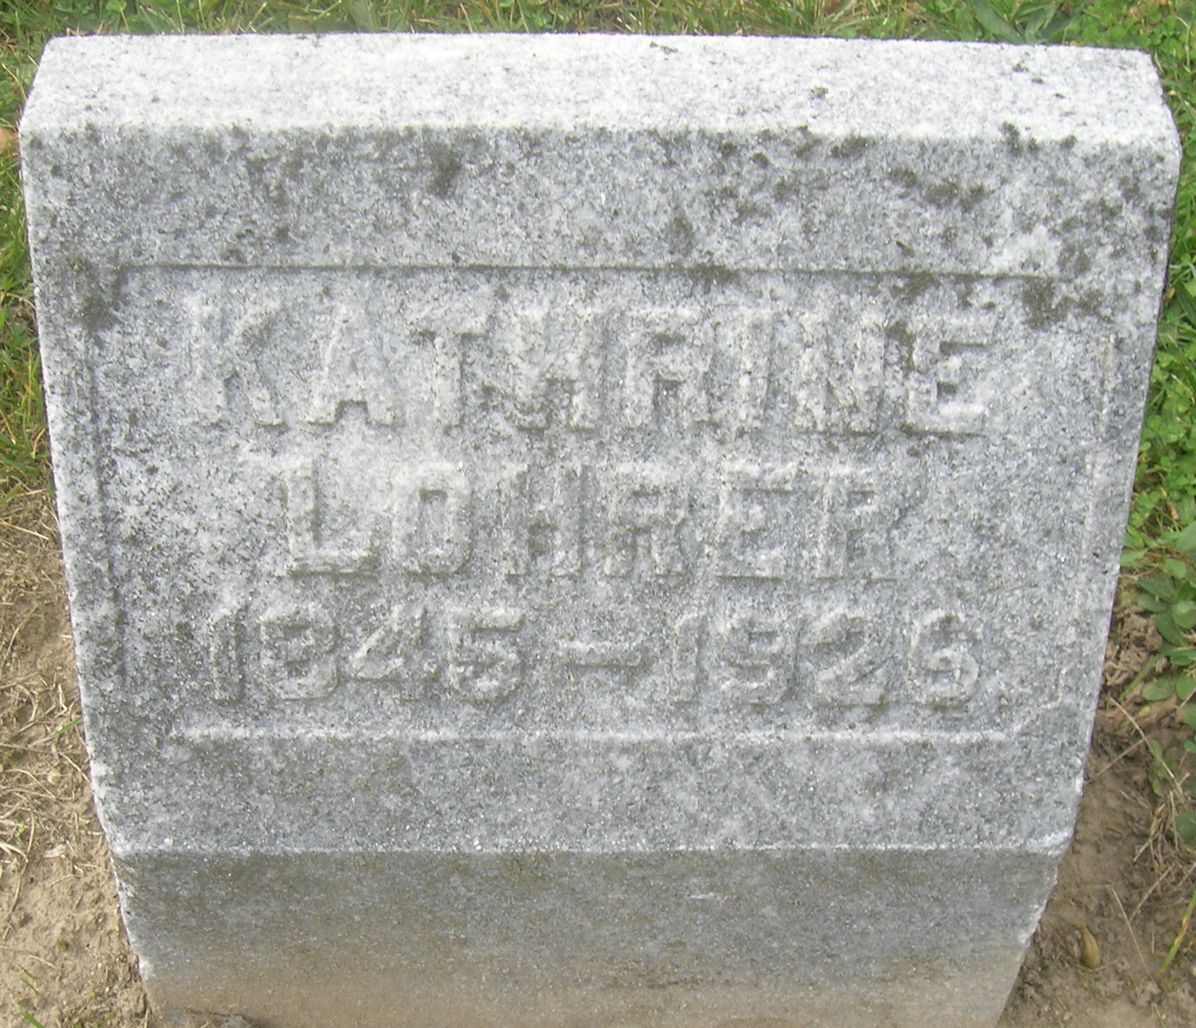 KATHRINE
LOHRER
1845-1926